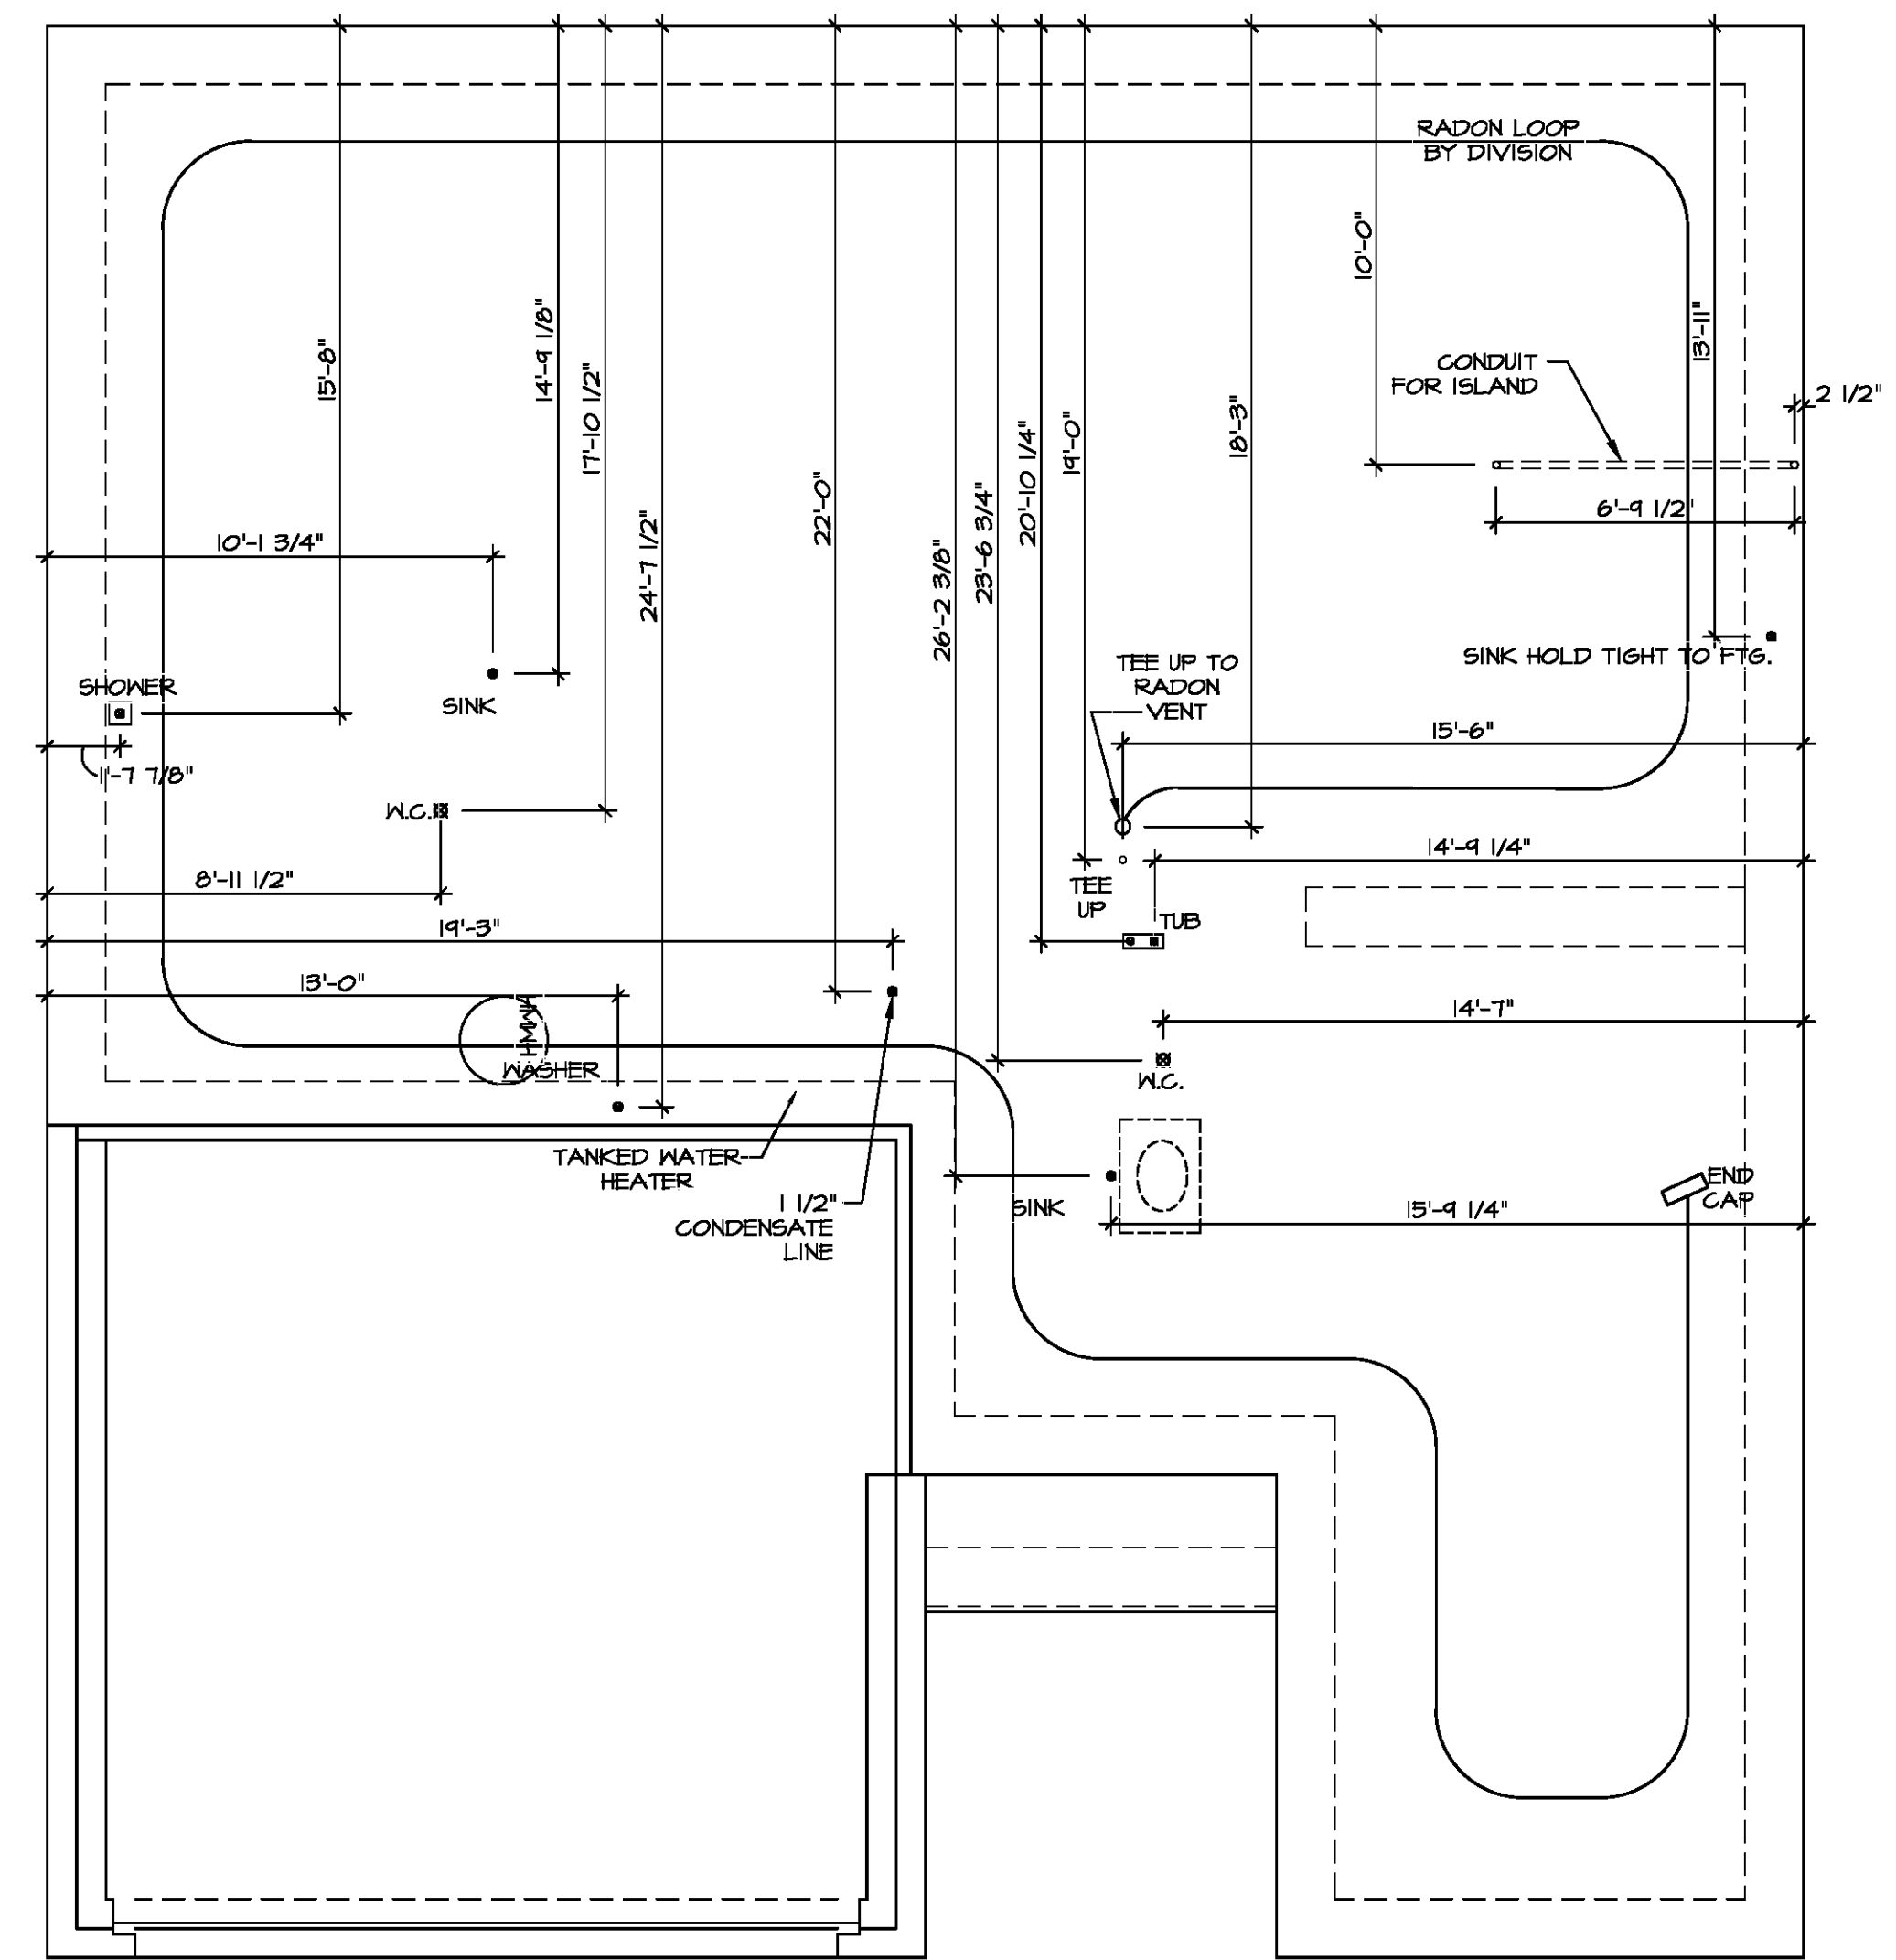 RADON LOOP
BY DIVISION
10'-0"
14'-9 1/8"
13'-11"
15'-8"
CONDUIT
FOR ISLAND
17'-10 1/2"
2 1/2"
18'-3"
19'-0"
20'-10 1/4"
22'-0"
23'-6 3/4"
6'-9 1/2"
24'-7 1/2"
10'-1 3/4"
26'-2 3/8"
SINK HOLD TIGHT TO FTG.
TEE UP TO
RADON
VENT
SHOWER
SINK
15'-6"
1'-7 7/8"
W.C.
14'-9 1/4"
8'-11 1/2"
TEE
UP
TUB
19'-3"
13'-0"
14'-7"
HMWH
WASHER
W.C.
TANKED WATER
HEATER
END
CAP
1 1/2"
CONDENSATE
LINE
SINK
15'-9 1/4"